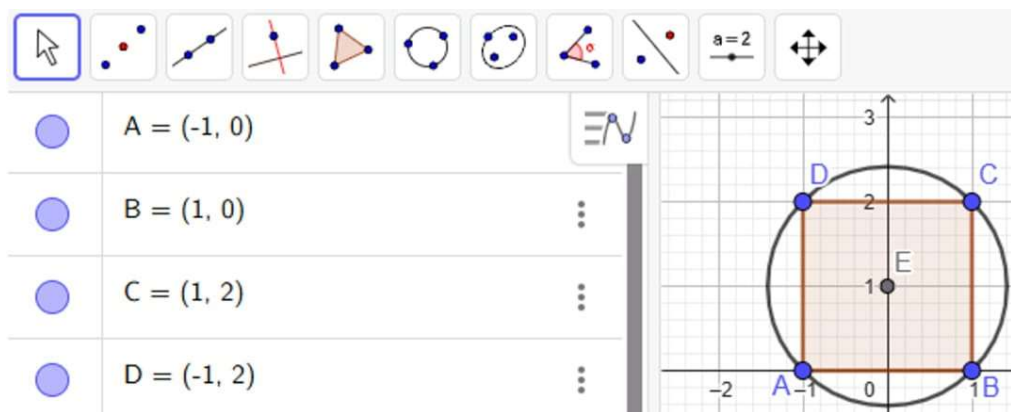 a=2
A = (-1, 0)
B = (1, 0)
C = (1, 2)
D = (-1, 2)
3
D
C
2
E
1
-2
A
-1
0
1
B